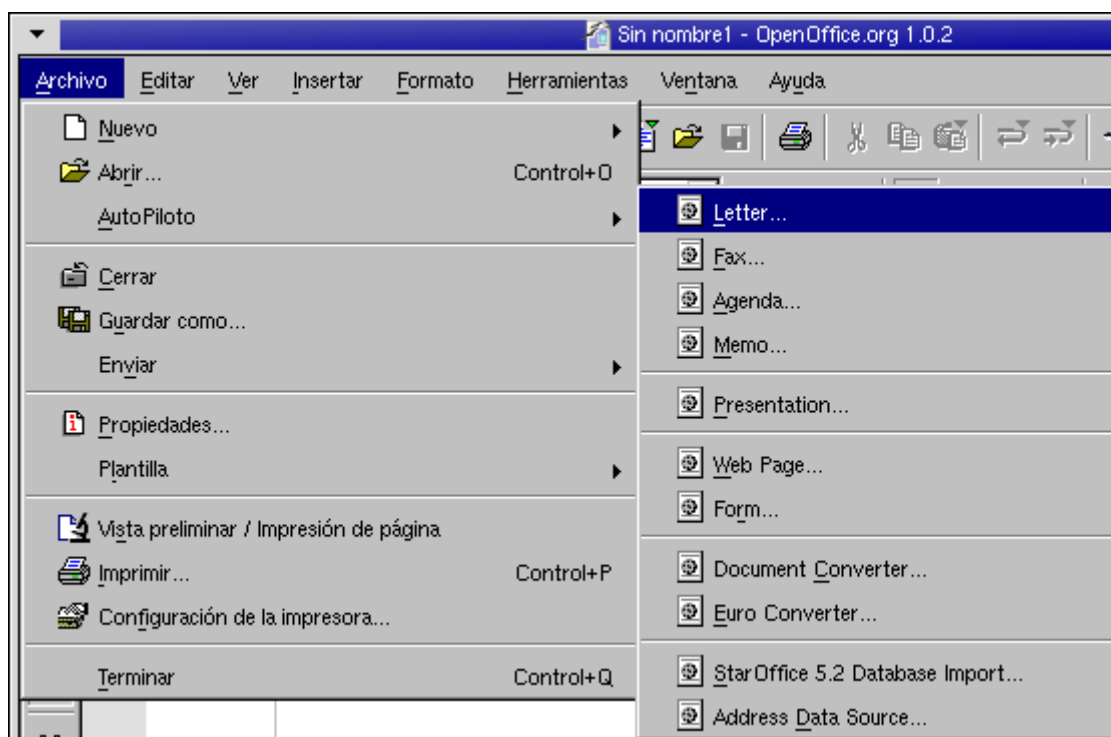 Sin nombre1 - OpenOffice.org 1.0.2
Archivo Editar Ver Insertar Formato Herramientas Ventana Ayuda
Nuevo
Abrir... Control+O
AutoPiloto
Cerrar
Guardar como...
Enviar
Propiedades...
Plantilla
Vista preliminar / Impresión de página
Imprimir... Control+P
Configuración de la impresora...
Terminar Control+Q
Letter...
Fax...
Agenda...
Memo...
Presentation...
Web Page...
Form...
Document Converter...
Euro Converter...
StarOffice 5.2 Database Import...
Address Data Source...